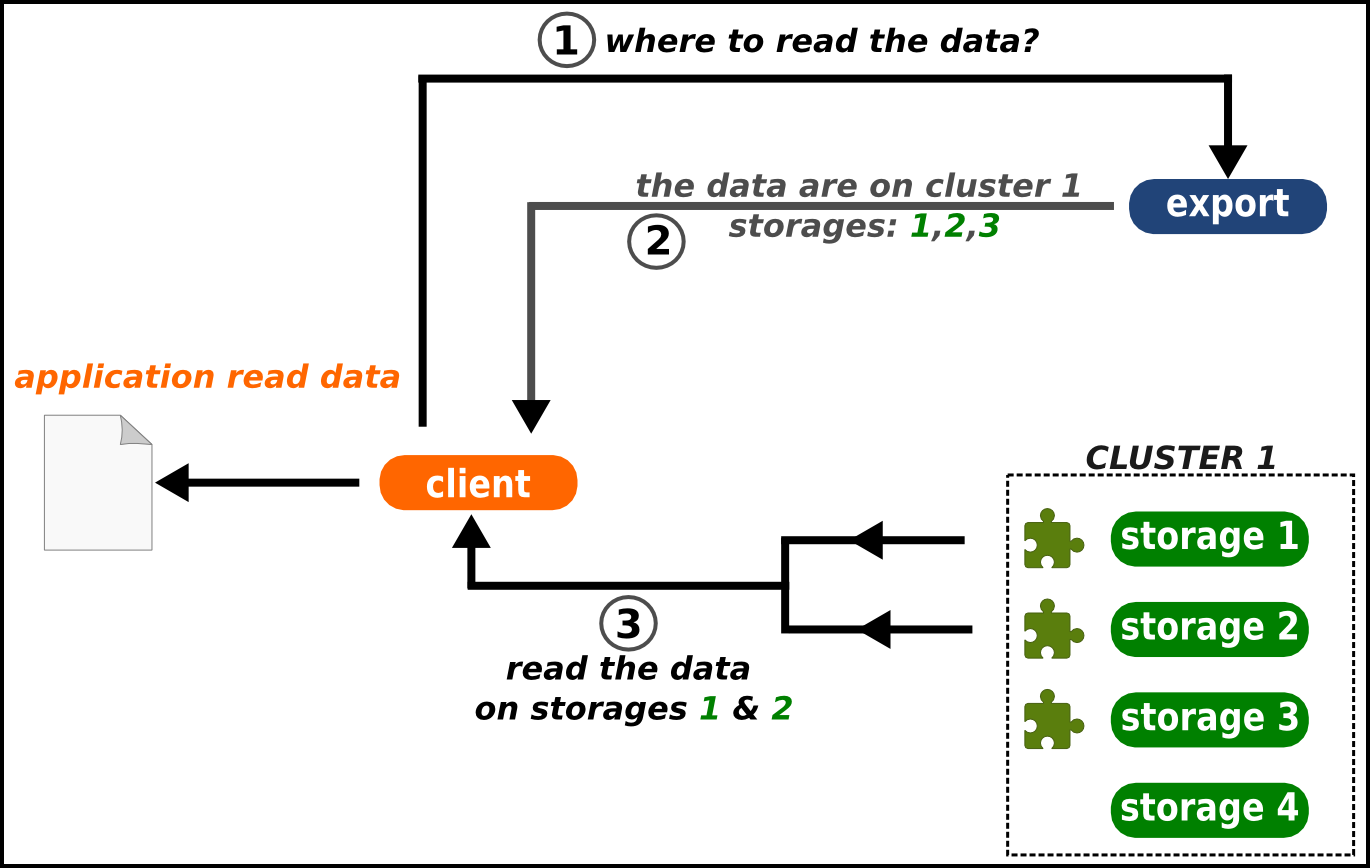 1 where to read the data?
the data are on cluster 1
storages: 1,2,3
2
export
application read data
client
CLUSTER 1
storage 1
storage 2
storage 3
storage 4
3
read the data
on storages 1 & 2